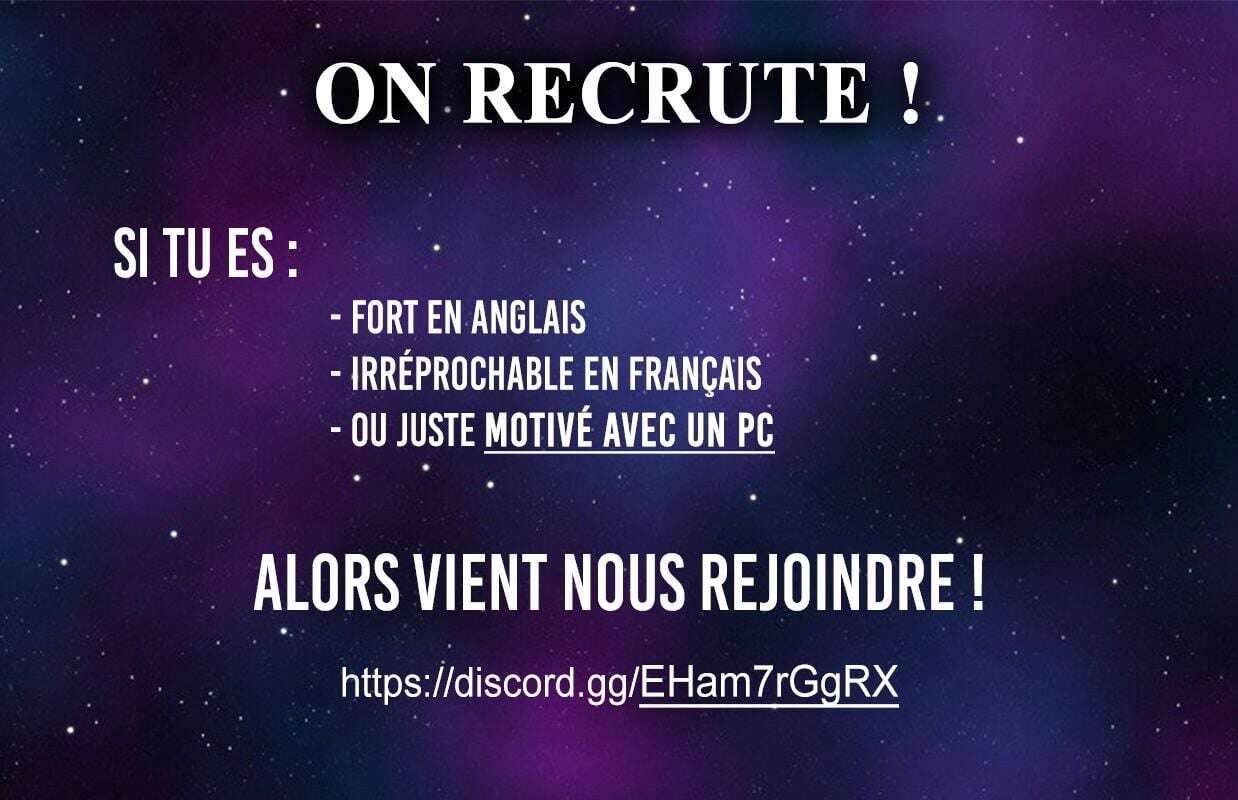 ON RECRUTE !
SI TU ES :
- FORT EN ANGLAIS
- IRRÉPROCHABLE EN FRANÇAIS
- OU JUSTE MOTIVÉ AVEC UN PC
ALORS VIENT NOUS REJOINDRE !
https://discord.gg/EHam7rGgRX